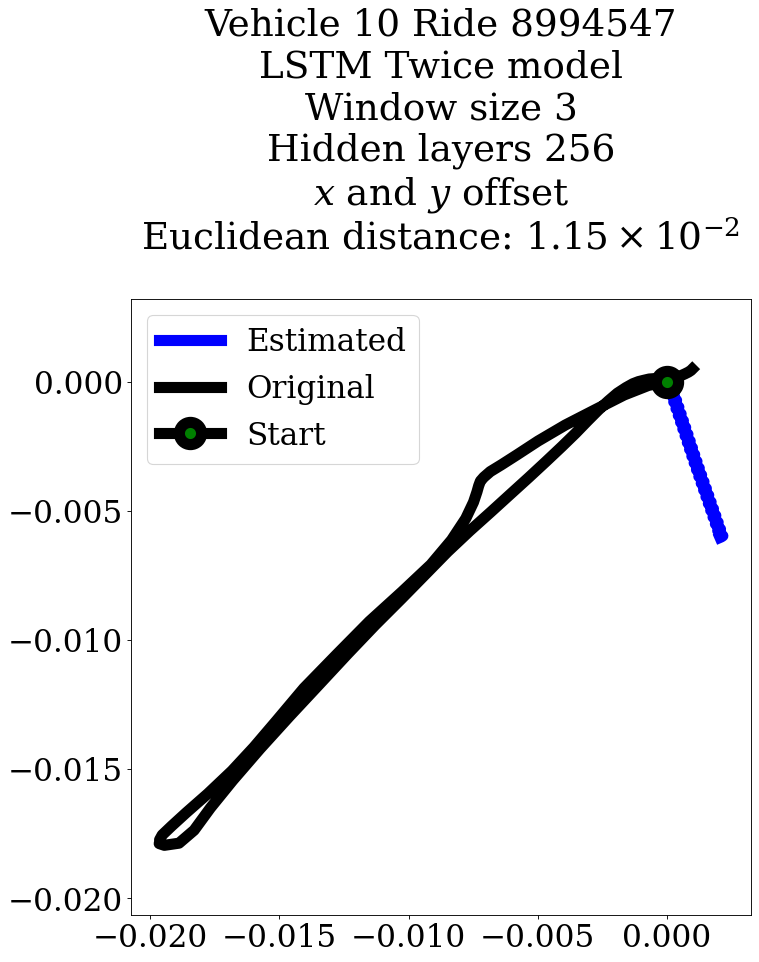 Vehicle 10 Ride 8994547
LSTM Twice model
Window size 3
Hidden layers 256
x and y offset
Euclidean distance: 1.15 × 10⁻²
Estimated
Original
Start
0.000
−0.005
−0.010
−0.015
−0.020
−0.020 −0.015 −0.010 −0.005 0.000